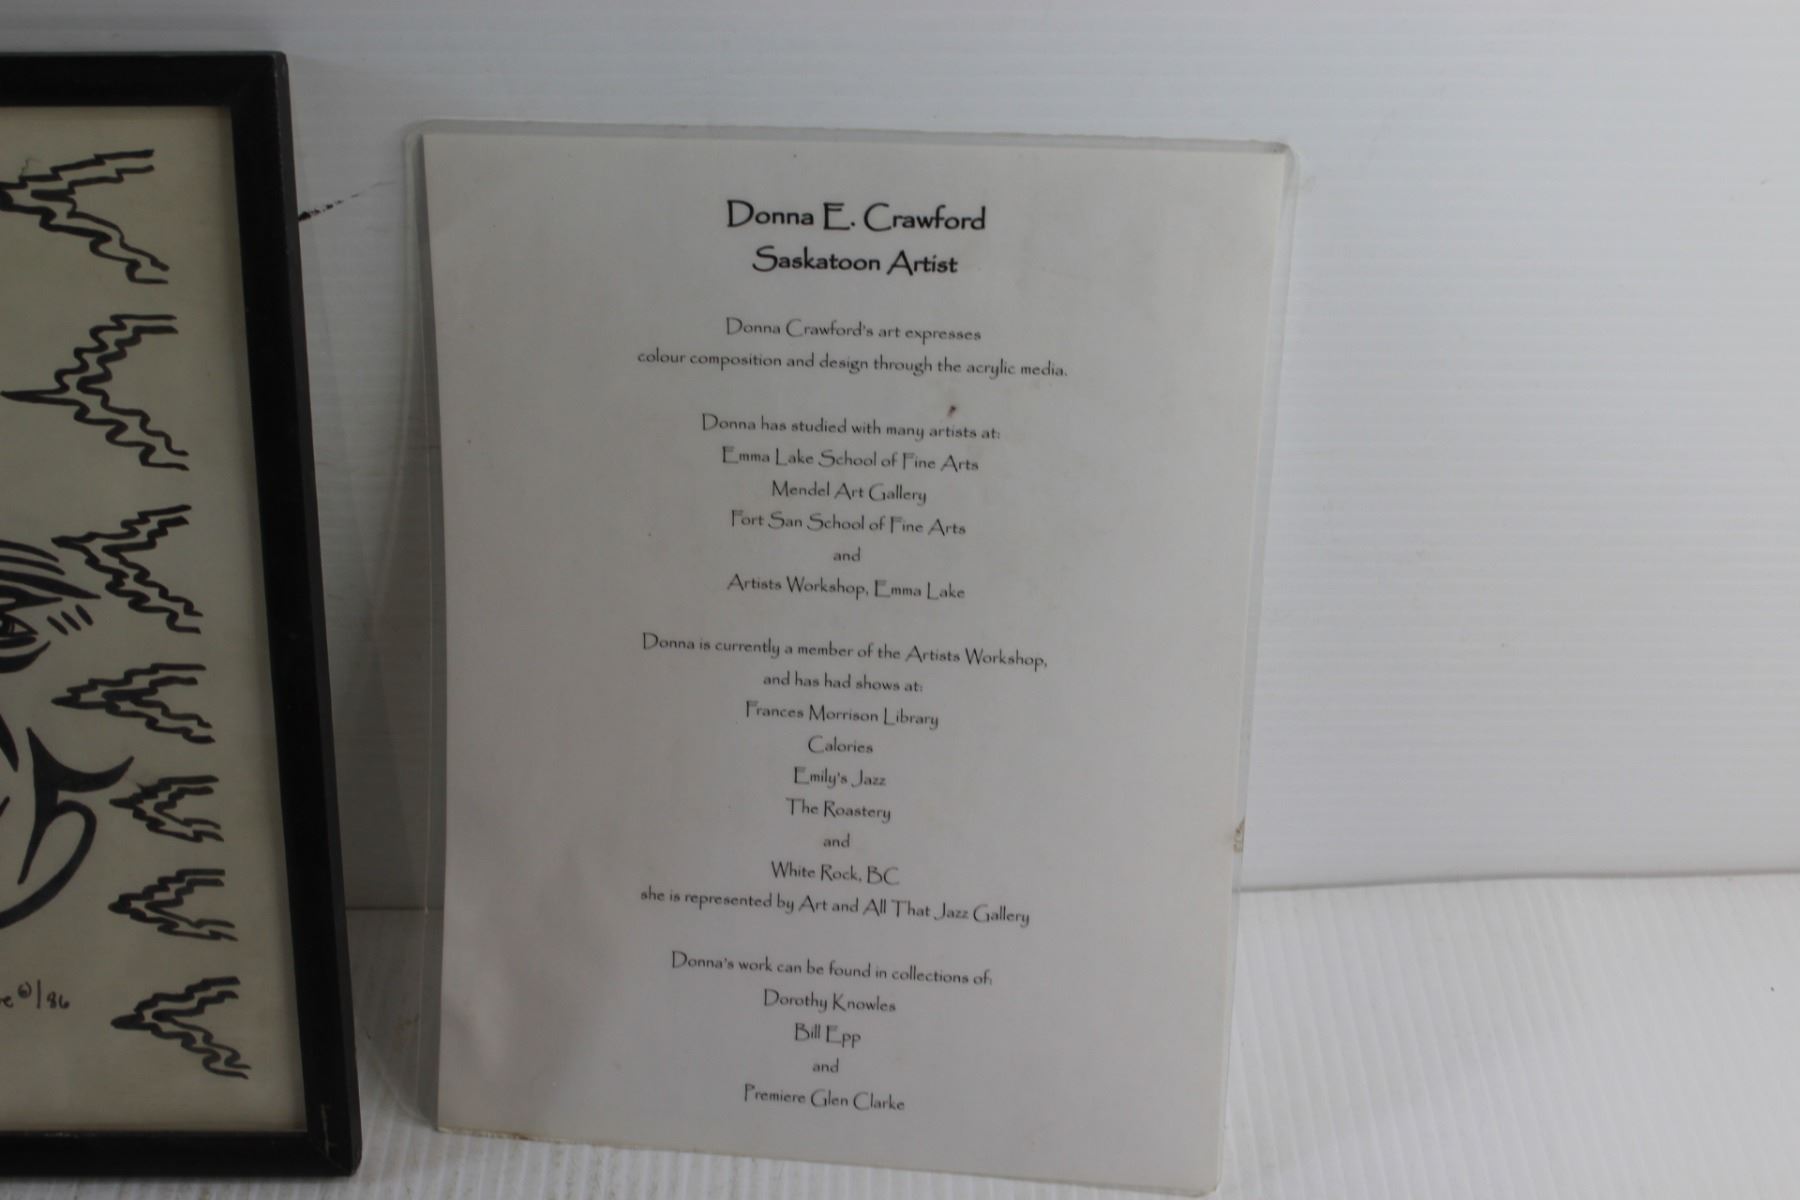 Donna E. Crawford
Saskatoon Artist
Donna Crawford's art expresses
colour composition and design through the acrylic media.
Donna has studied with many artists at:
Emma Lake School of Fine Arts
Mendel Art Gallery
Fort San School of Fine Arts
and
Artists Workshop, Emma Lake
Donna is currently a member of the Artists Workshop,
and has had shows at:
Frances Morrison Library
Calories
Emily's Jazz
The Roastery
and
White Rock, BC
she is represented by Art and All That Jazz Gallery
Donna's work can be found in collections of:
Dorothy Knowles
Bill Epp
and
Premiere Glen Clarke
©/86